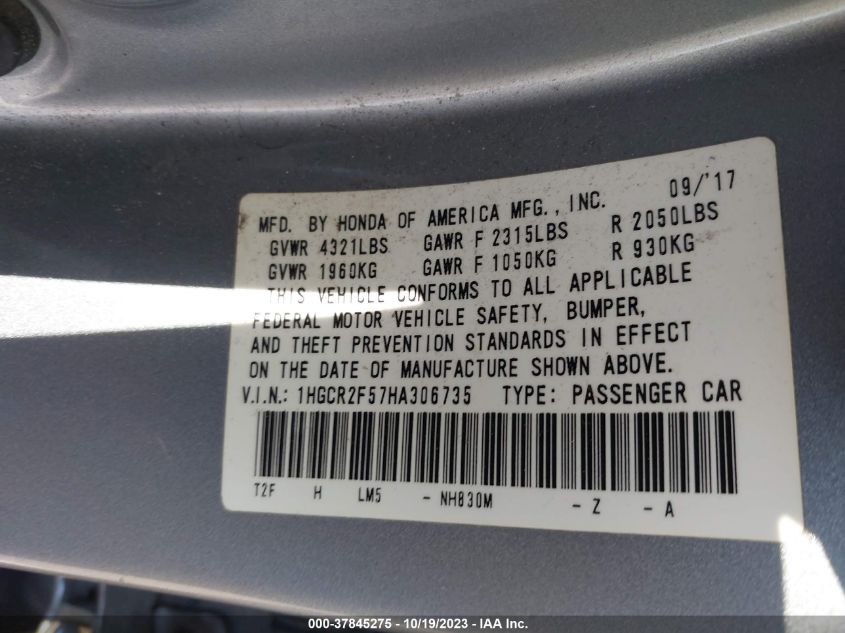 09/'17
MFD. BY HONDA OF AMERICA MFG., INC.
GVWR 4321LBS GAWR F 2315LBS R 2050LBS
GVWR 1960KG GAWR F 1050KG R 930KG
THIS VEHICLE CONFORMS TO ALL APPLICABLE
FEDERAL MOTOR VEHICLE SAFETY, BUMPER,
AND THEFT PREVENTION STANDARDS IN EFFECT
ON THE DATE OF MANUFACTURE SHOWN ABOVE.
V.I.N.: 1HGCR2F57HA306735 TYPE: PASSENGER CAR
T2F H LM5 - NH830M - Z - A
000-37845275 - 10/19/2023 - IAA Inc.